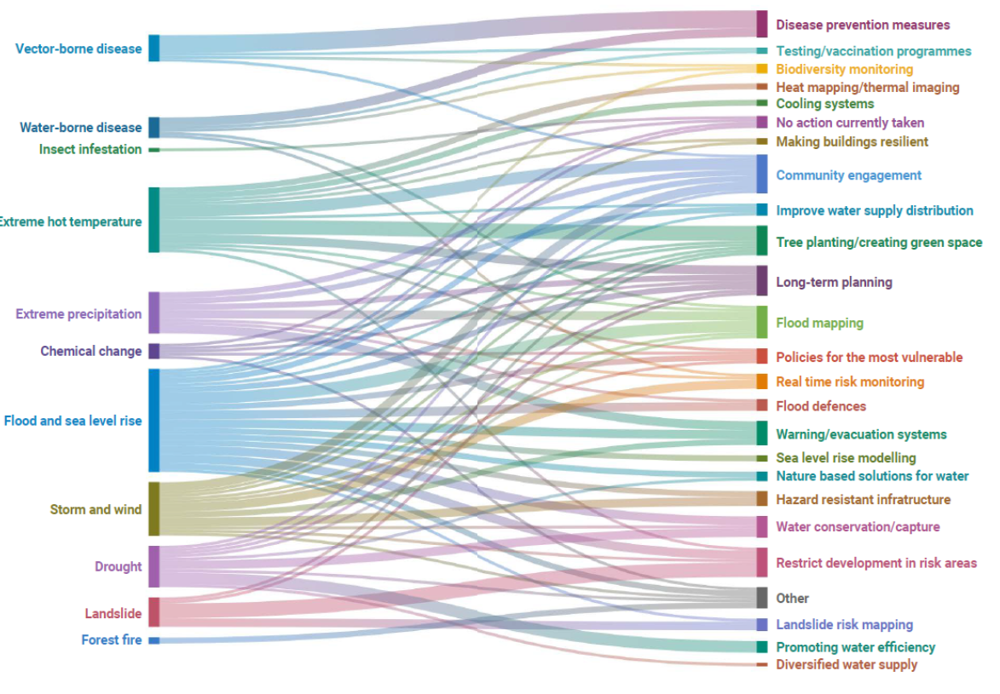 Vector-borne disease
Water-borne disease
Insect infestation
Extreme hot temperature
Extreme precipitation
Chemical change
Flood and sea level rise
Storm and wind
Drought
Landslide
Forest fire
Disease prevention measures
Testing/vaccination programmes
Biodiversity monitoring
Heat mapping/thermal imaging
Cooling systems
No action currently taken
Making buildings resilient
Community engagement
Improve water supply distribution
Tree planting/creating green space
Long-term planning
Flood mapping
Policies for the most vulnerable
Real time risk monitoring
Flood defences
Warning/evacuation systems
Sea level rise modelling
Nature based solutions for water
Hazard resistant infratructure
Water conservation/capture
Restrict development in risk areas
Other
Landslide risk mapping
Promoting water efficiency
Diversified water supply